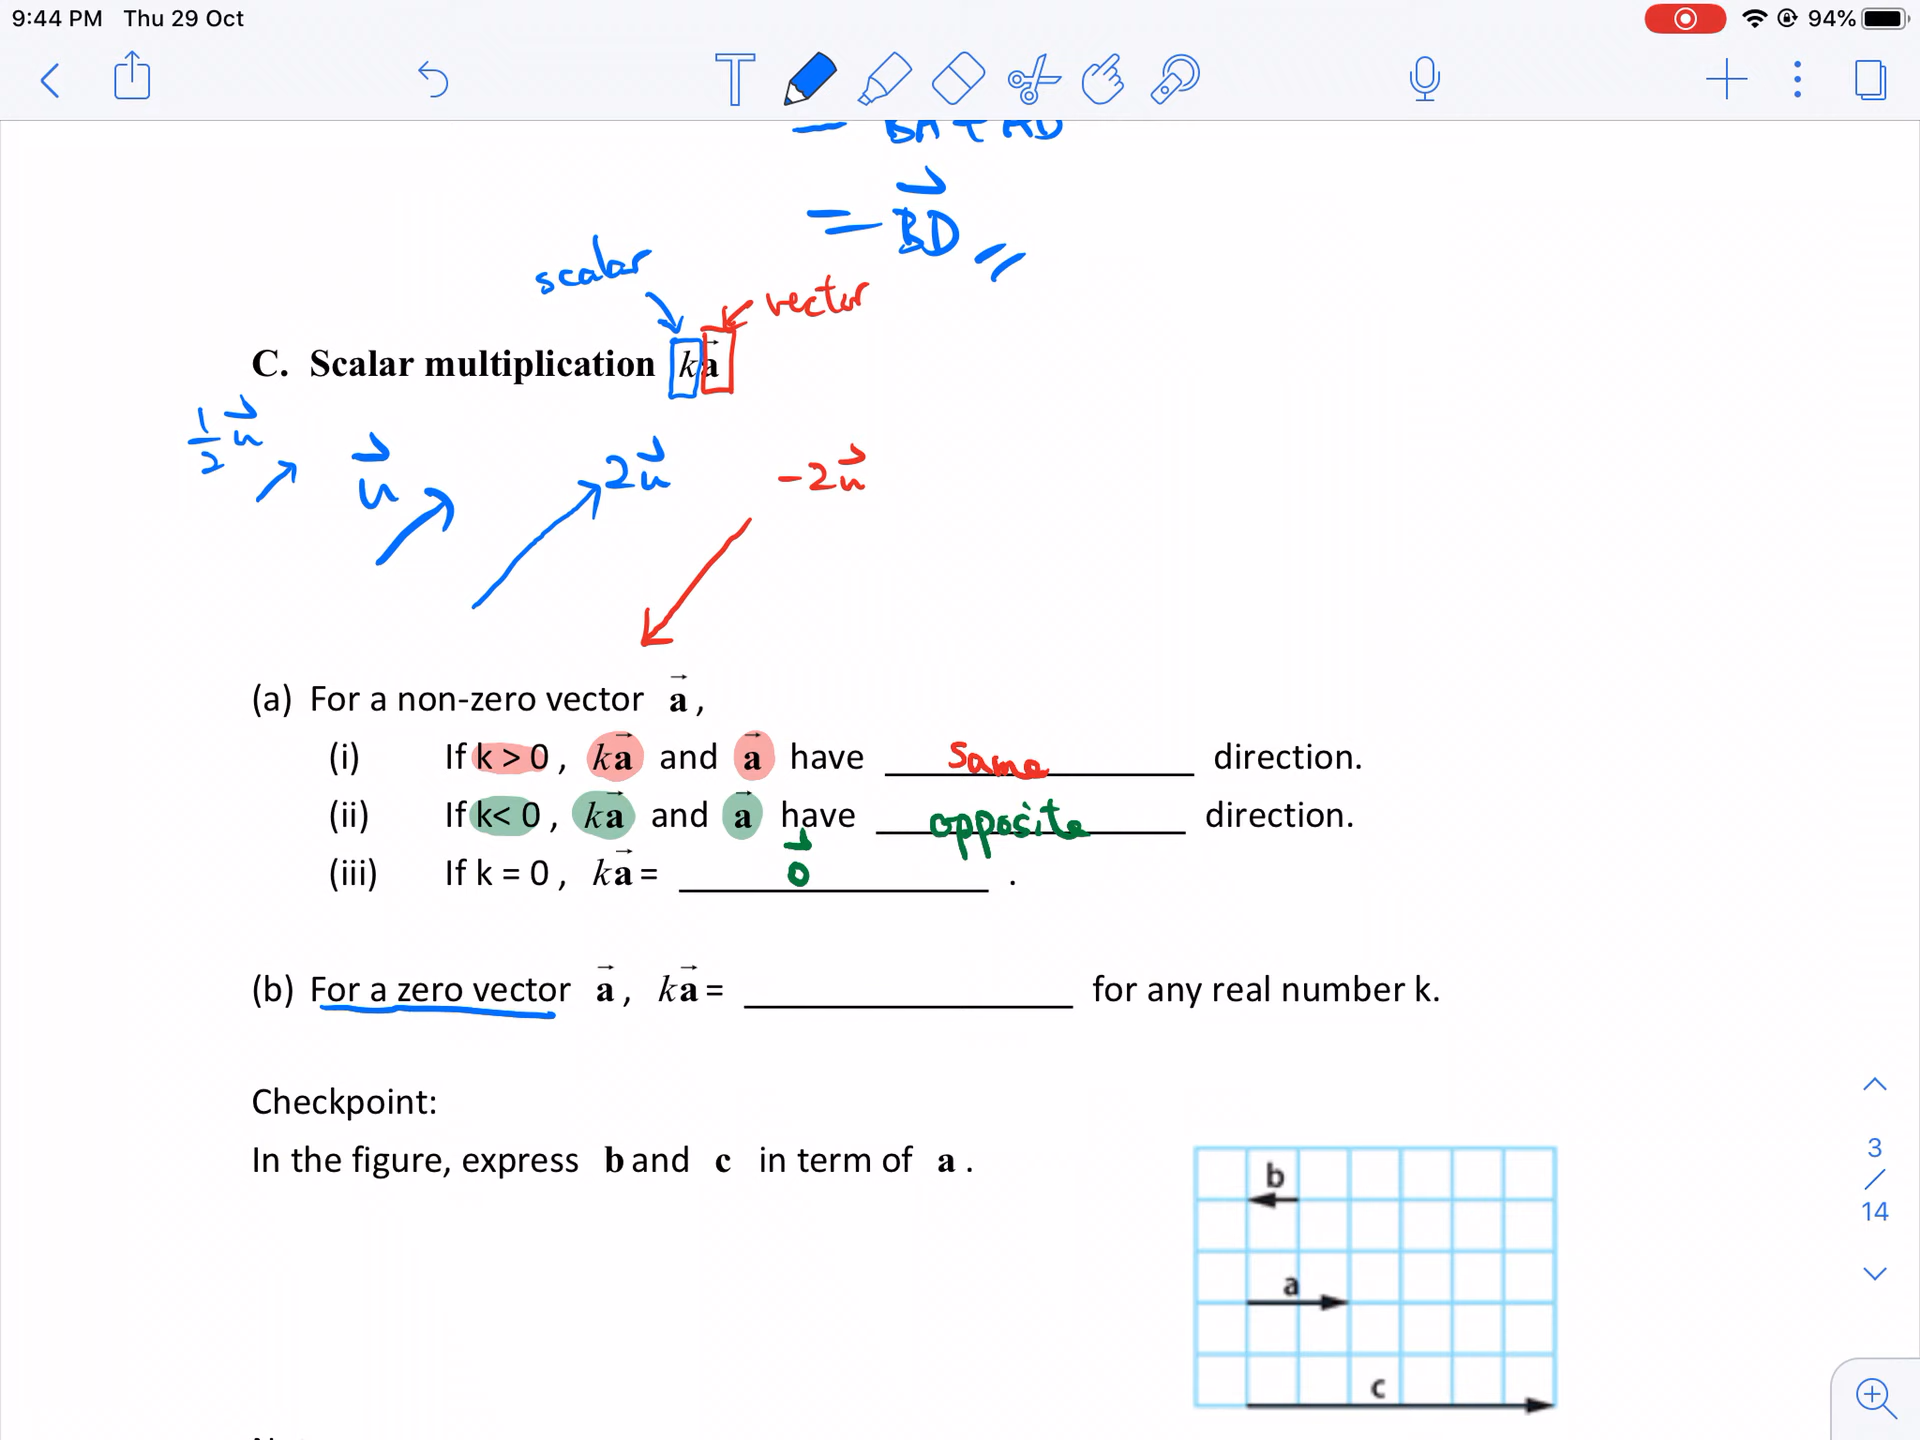 9:44 PM Thu 29 Oct
94%
= BA + AD
= BD
scalar
vector
C. Scalar multiplication ka
1/2 u
u
2u
-2u
(a) For a non-zero vector a ,
(i) If k > 0 , ka and a have same direction.
(ii) If k< 0 , ka and a have opposite direction.
(iii) If k = 0 , ka = 0 .
(b) For a zero vector a , ka = ____ for any real number k.
Checkpoint:
In the figure, express b and c in term of a .
b
a
c
3
/
14